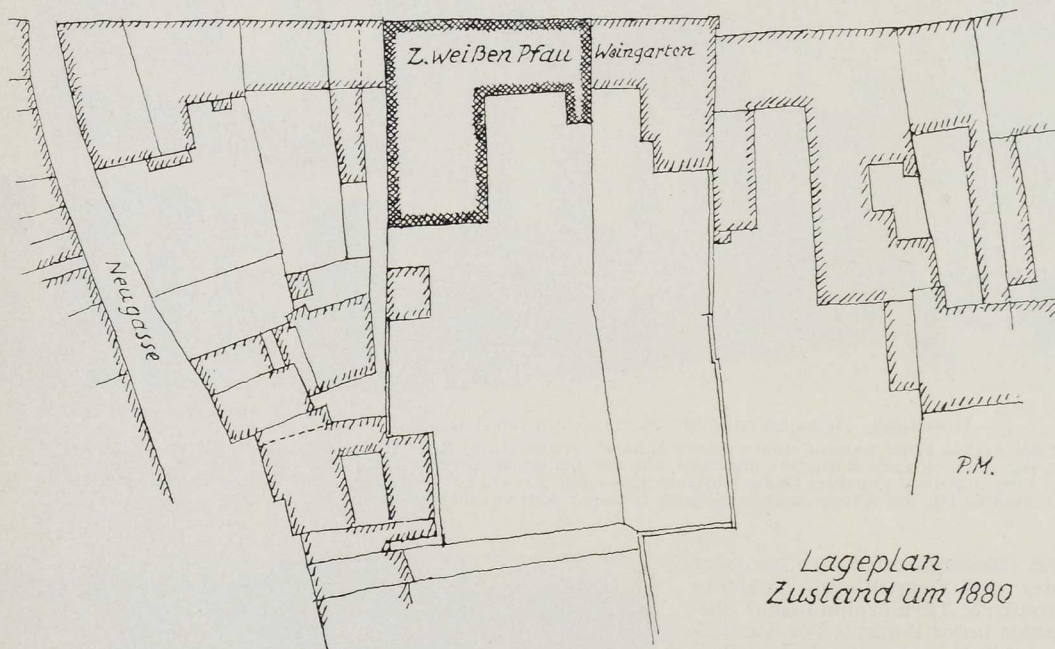 Z. weißen Pfau
Weingarten
Neugasse
P.M.
Lageplan
Zustand um 1880